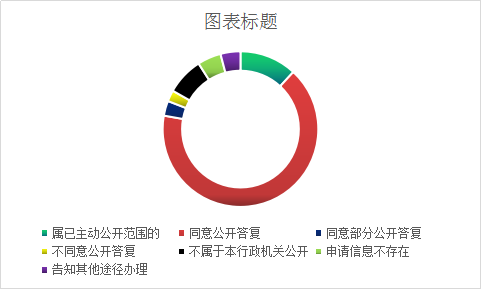 图表标题
属已主动公开范围的 同意公开答复 同意部分公开答复
不同意公开答复 不属于本行政机关公开 申请信息不存在
告知其他途径办理